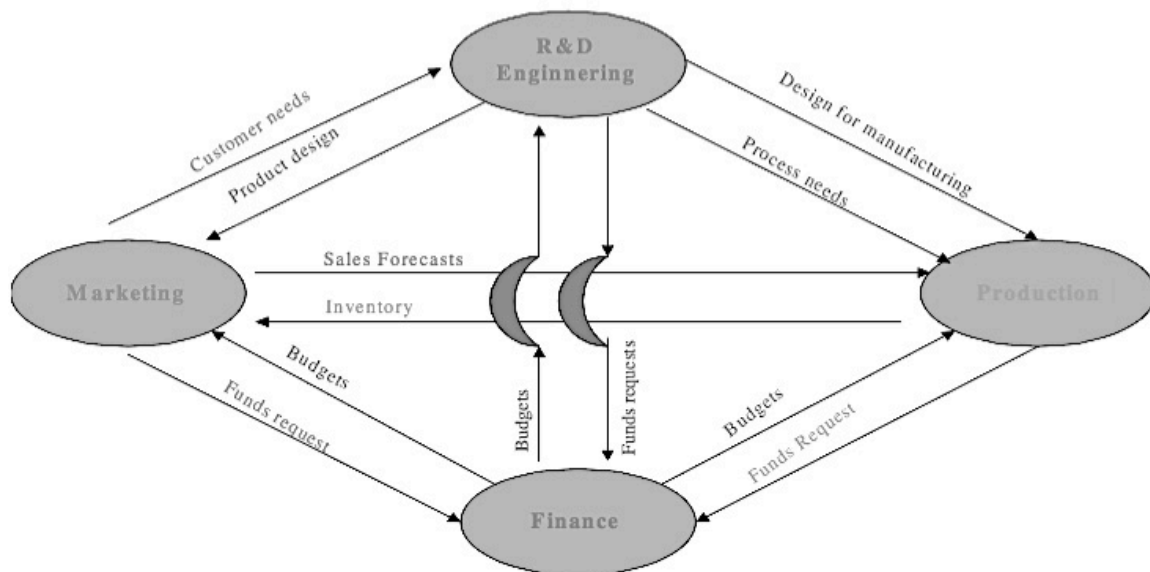 R&D
Enginnering
Customer needs
Product design
Design for manufacturing
Process needs
Sales Forecasts
Marketing
Production
Inventory
Budgets
Funds request
Budgets
Funds requests
Budgets
Funds Request
Finance